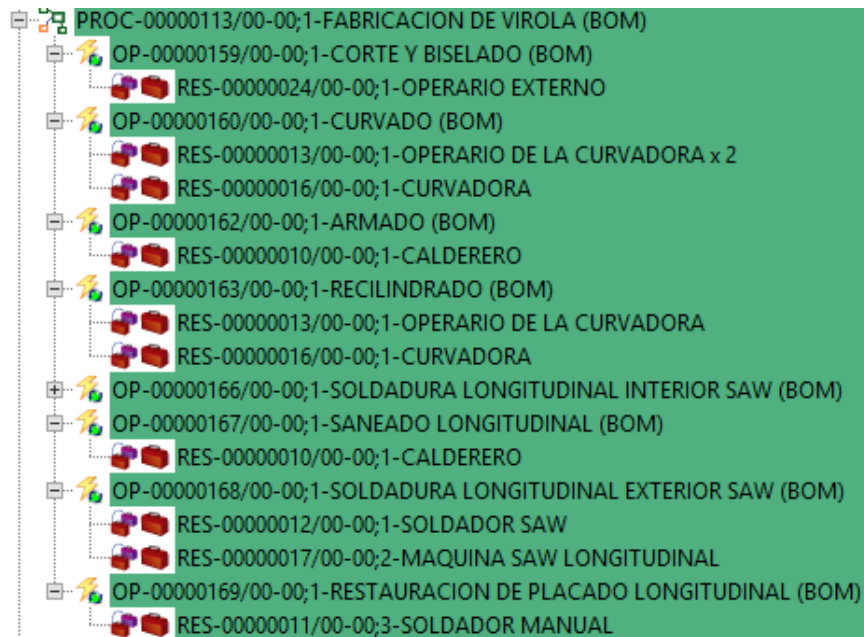 PROC-00000113/00-00;1-FABRICACION DE VIROLA (BOM)
OP-00000159/00-00;1-CORTE Y BISELADO (BOM)
RES-00000024/00-00;1-OPERARIO EXTERNO
OP-00000160/00-00;1-CURVADO (BOM)
RES-00000013/00-00;1-OPERARIO DE LA CURVADORA x 2
RES-00000016/00-00;1-CURVADORA
OP-00000162/00-00;1-ARMADO (BOM)
RES-00000010/00-00;1-CALDERERO
OP-00000163/00-00;1-RECILINDRADO (BOM)
RES-00000013/00-00;1-OPERARIO DE LA CURVADORA
RES-00000016/00-00;1-CURVADORA
OP-00000166/00-00;1-SOLDADURA LONGITUDINAL INTERIOR SAW (BOM)
OP-00000167/00-00;1-SANEADO LONGITUDINAL (BOM)
RES-00000010/00-00;1-CALDERERO
OP-00000168/00-00;1-SOLDADURA LONGITUDINAL EXTERIOR SAW (BOM)
RES-00000012/00-00;1-SOLDADOR SAW
RES-00000017/00-00;2-MAQUINA SAW LONGITUDINAL
OP-00000169/00-00;1-RESTAURACION DE PLACADO LONGITUDINAL (BOM)
RES-00000011/00-00;3-SOLDADOR MANUAL